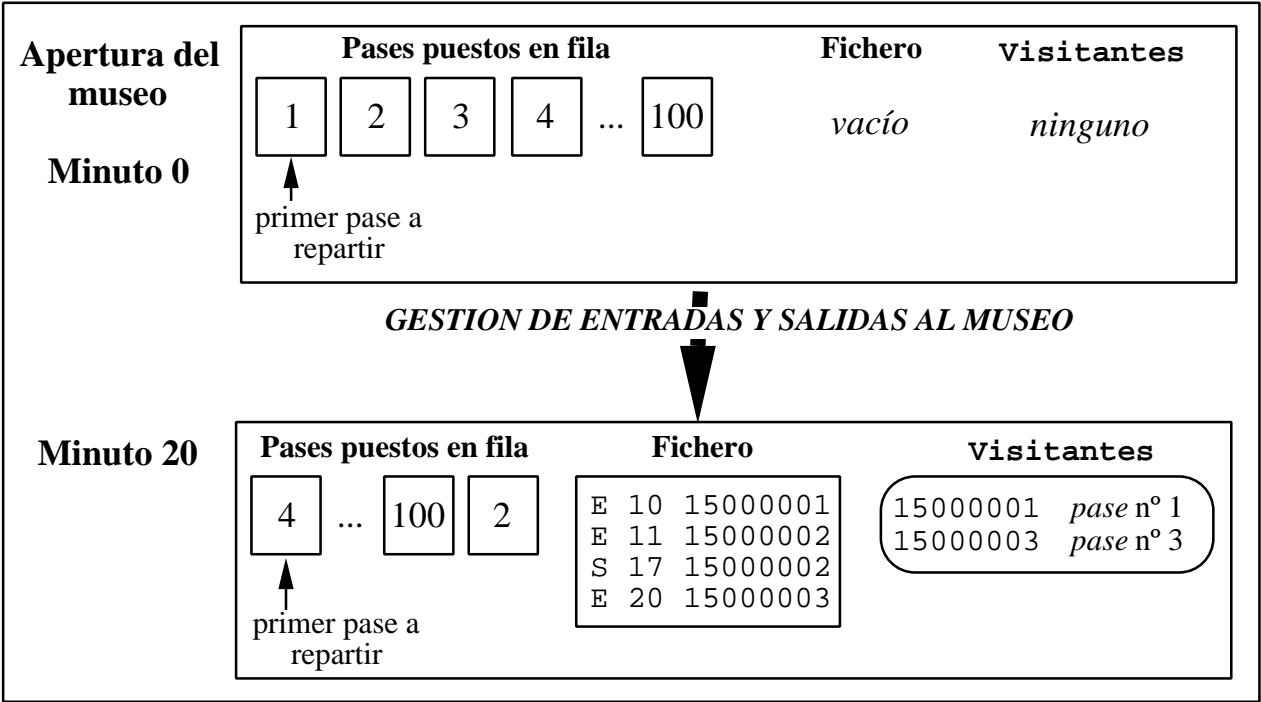 Apertura del
museo
Minuto 0
Pases puestos en fila
Fichero
Visitantes
1 2 3 4 ... 100
vacío
ninguno
primer pase a
repartir
GESTION DE ENTRADAS Y SALIDAS AL MUSEO
Minuto 20
Pases puestos en fila
Fichero
Visitantes
4 ... 100 2
E 10 15000001
E 11 15000002
S 17 15000002
E 20 15000003
15000001 pase nº 1
15000003 pase nº 3
primer pase a
repartir